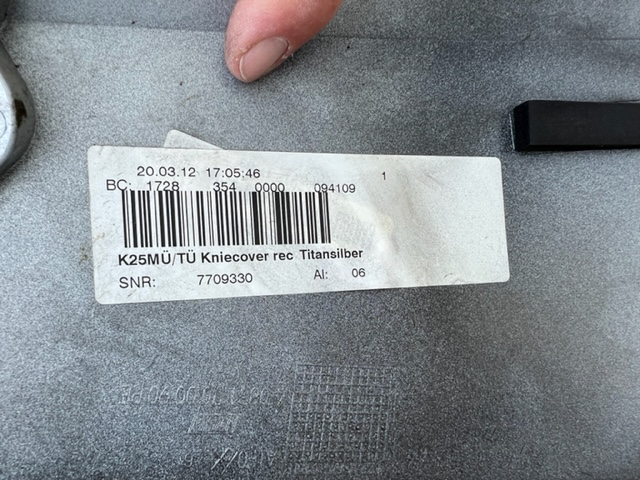 20.03.12 17:05:46 1
BC: 1728 354 0000 094109
K25MÜ/TÜ Kniecover rec Titansilber
SNR: 7709330 AI: 06